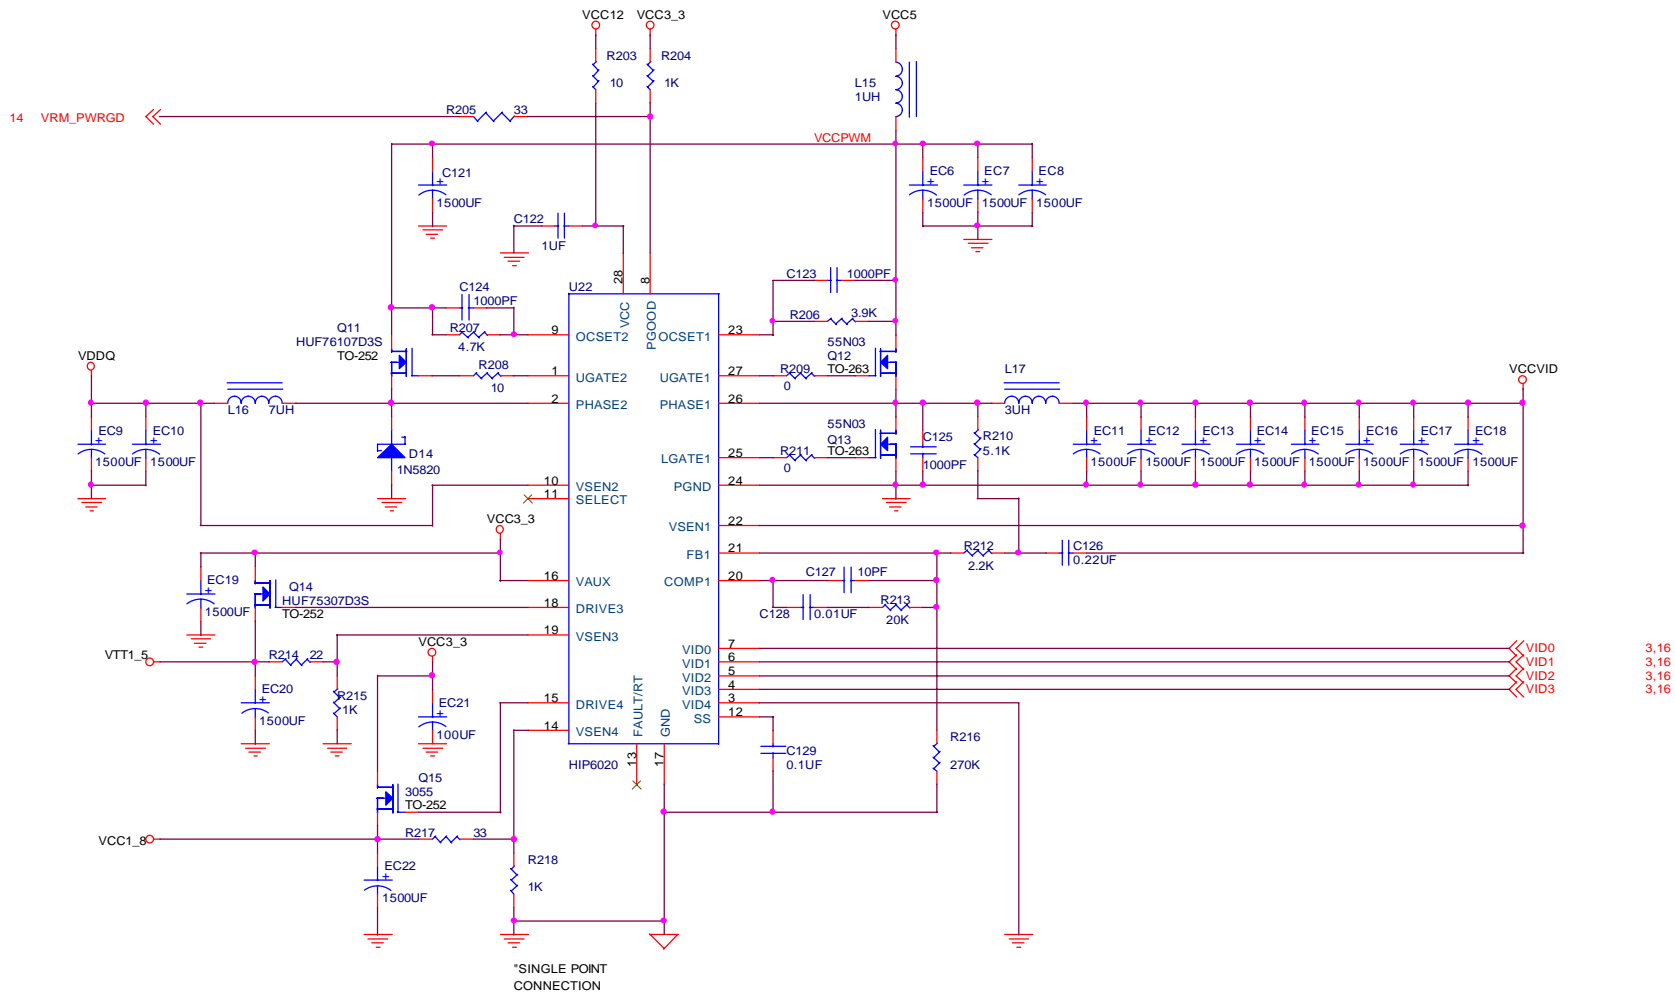 VCC12
VCC3_3
VCC5
R203
10
R204
1K
L15
1UH
14 VRM_PWRGD
R205
33
VCCPWM
C121
1500UF
EC6
1500UF
EC7
1500UF
EC8
1500UF
C122
1UF
28
8
C123
1000PF
U22
C124
1000PF
VCC
PGOOD
R206
3.9K
Q11
HUF76107D3S
TO-252
R207
4.7K
9
OCSET2
OCSET1
23
55N03
Q12
TO-263
VDDQ
R208
10
1
UGATE2
UGATE1
27
R209
0
L17
3UH
VCCVID
L16
7UH
2
PHASE2
PHASE1
26
EC9
1500UF
EC10
1500UF
D14
1N5820
55N03
Q13
TO-263
C125
1000PF
R210
5.1K
EC11
1500UF
EC12
1500UF
EC13
1500UF
EC14
1500UF
EC15
1500UF
EC16
1500UF
EC17
1500UF
EC18
1500UF
LGATE1
25
R211
0
10
VSEN2
11
SELECT
PGND
24
VCC3_3
VSEN1
22
FB1
21
R212
2.2K
C126
0.22UF
EC19
1500UF
Q14
HUF75307D3S
TO-252
16
VAUX
COMP1
20
C127
10PF
18
DRIVE3
C128
0.01UF
R213
20K
19
VSEN3
VTT1_5
R214
22
VCC3_3
VID0
7
VID1
6
VID2
5
VID3
4
VID4
3
SS
12
VID0 3,16
VID1 3,16
VID2 3,16
VID3 3,16
EC20
1500UF
R215
1K
EC21
100UF
15
DRIVE4
14
VSEN4
FAULT/RT
GND
13
17
HIP6020
C129
0.1UF
R216
270K
Q15
3055
TO-252
VCC1_8
R217
33
EC22
1500UF
R218
1K
"SINGLE POINT
CONNECTION